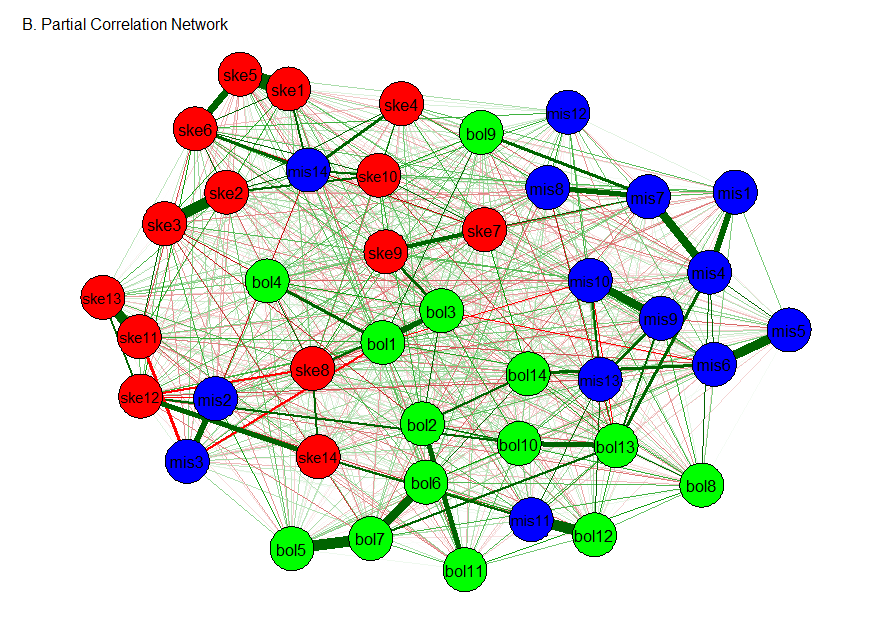 B. Partial Correlation Network
ske5
ske1
ske4
mis12
ske6
bol9
mis14
ske10
mis8
mis7
mis1
ske2
ske3
ske7
ske9
mis4
bol4
mis10
ske13
bol3
mis9
mis5
ske11
bol1
ske8
mis6
bol14
mis13
ske12
mis2
bol2
bol10
bol13
mis3
ske14
bol6
bol8
mis11
bol7
bol12
bol5
bol11